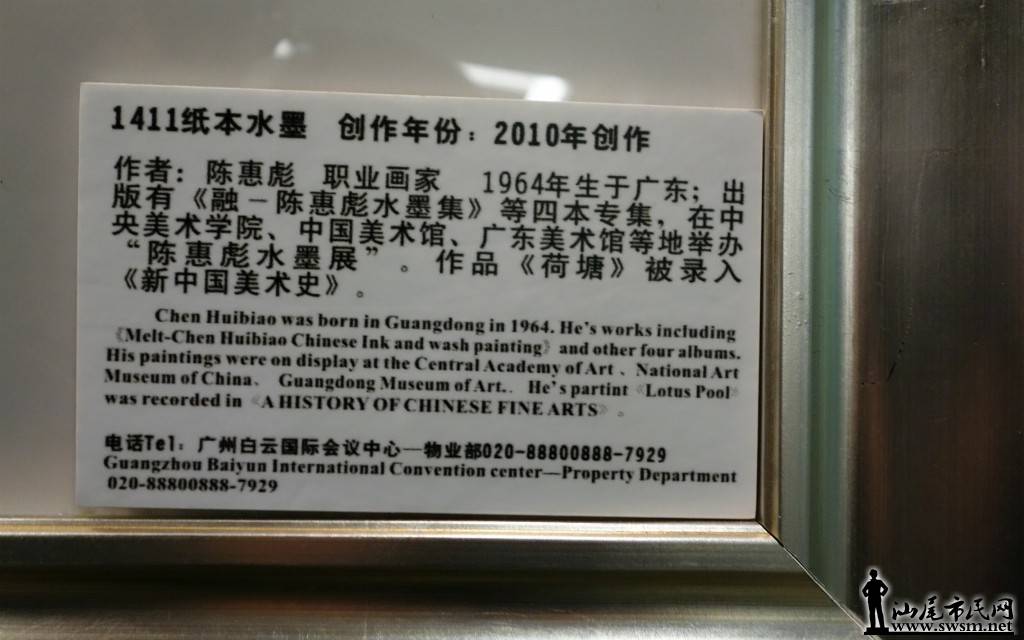 1411纸本水墨 创作年份：2010年创作
作者：陈惠彪 职业画家 1964年生于广东；出
版有《融－陈惠彪水墨集》等四本专集，在中
央美术学院、中国美术馆、广东美术馆等地举办
“陈惠彪水墨展”。作品《荷塘》被录入
《新中国美术史》。
Chen Huibiao was born in Guangdong in 1964. He's works including
《Melt-Chen Huibiao Chinese Ink and wash painting》 and other four albums.
His paintings were on display at the Central Academy of Art 、National Art
Museum of China、 Guangdong Museum of Art.. He's partint 《Lotus Pool》
was recorded in 《A HISTORY OF CHINESE FINE ARTS》 。
电话Tel：广州白云国际会议中心—物业部020-88800888-7929
Guangzhou Baiyun International Convention center—Property Department
020-88800888-7929
汕尾市民网
www.swsm.net